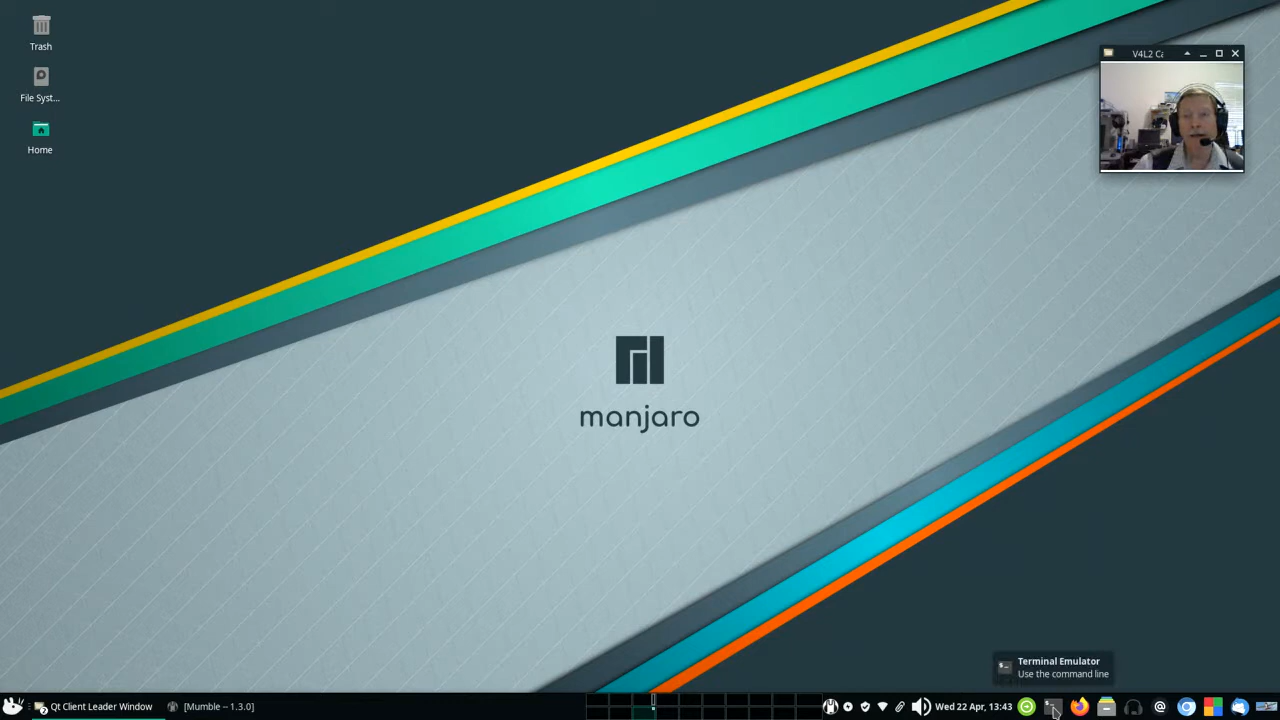 Trash
File Syst...
Home
V4L2 Ca
manjaro
Terminal Emulator
Use the command line
Qt Client Leader Window
[Mumble -- 1.3.0]
Wed 22 Apr, 13:43